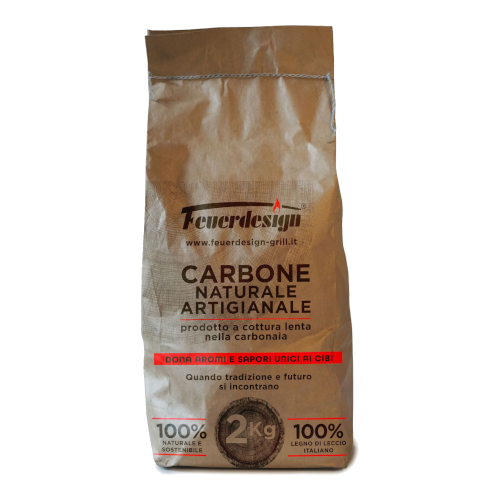 Feuerdesign®
www.feuerdesign-grill.it
CARBONE
NATURALE
ARTIGIANALE
prodotto a cottura lenta
nella carbonaia
DONA AROMI E SAPORI UNICI AI CIBI
Quando tradizione e futuro
si incontrano
100%
NATURALE E
SOSTENIBILE
2Kg
100%
LEGNO DI LECCIO
ITALIANO